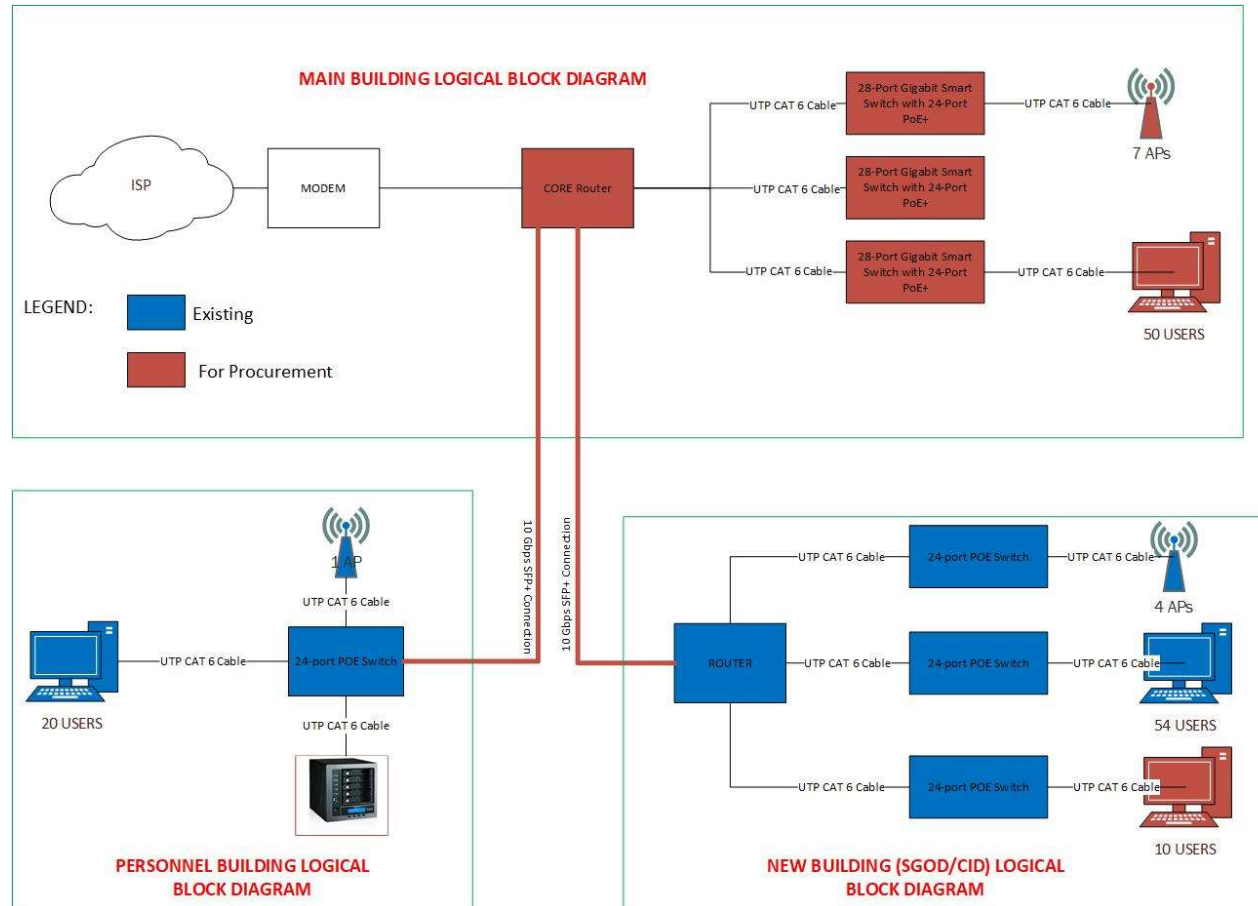 MAIN BUILDING LOGICAL BLOCK DIAGRAM
ISP
MODEM
CORE Router
UTP CAT 6 Cable
28-Port Gigabit Smart
Switch with 24-Port
PoE+
UTP CAT 6 Cable
7 APs
UTP CAT 6 Cable
28-Port Gigabit Smart
Switch with 24-Port
PoE+
UTP CAT 6 Cable
28-Port Gigabit Smart
Switch with 24-Port
PoE+
UTP CAT 6 Cable
50 USERS
LEGEND:
Existing
For Procurement
10 Gbps SFP+ Connection
10 Gbps SFP+ Connection
1 AP
UTP CAT 6 Cable
UTP CAT 6 Cable
24-port POE Switch
20 USERS
UTP CAT 6 Cable
PERSONNEL BUILDING LOGICAL
BLOCK DIAGRAM
ROUTER
UTP CAT 6 Cable
24-port POE Switch
UTP CAT 6 Cable
4 APs
UTP CAT 6 Cable
24-port POE Switch
UTP CAT 6 Cable
54 USERS
UTP CAT 6 Cable
24-port POE Switch
UTP CAT 6 Cable
10 USERS
NEW BUILDING (SGOD/CID) LOGICAL
BLOCK DIAGRAM